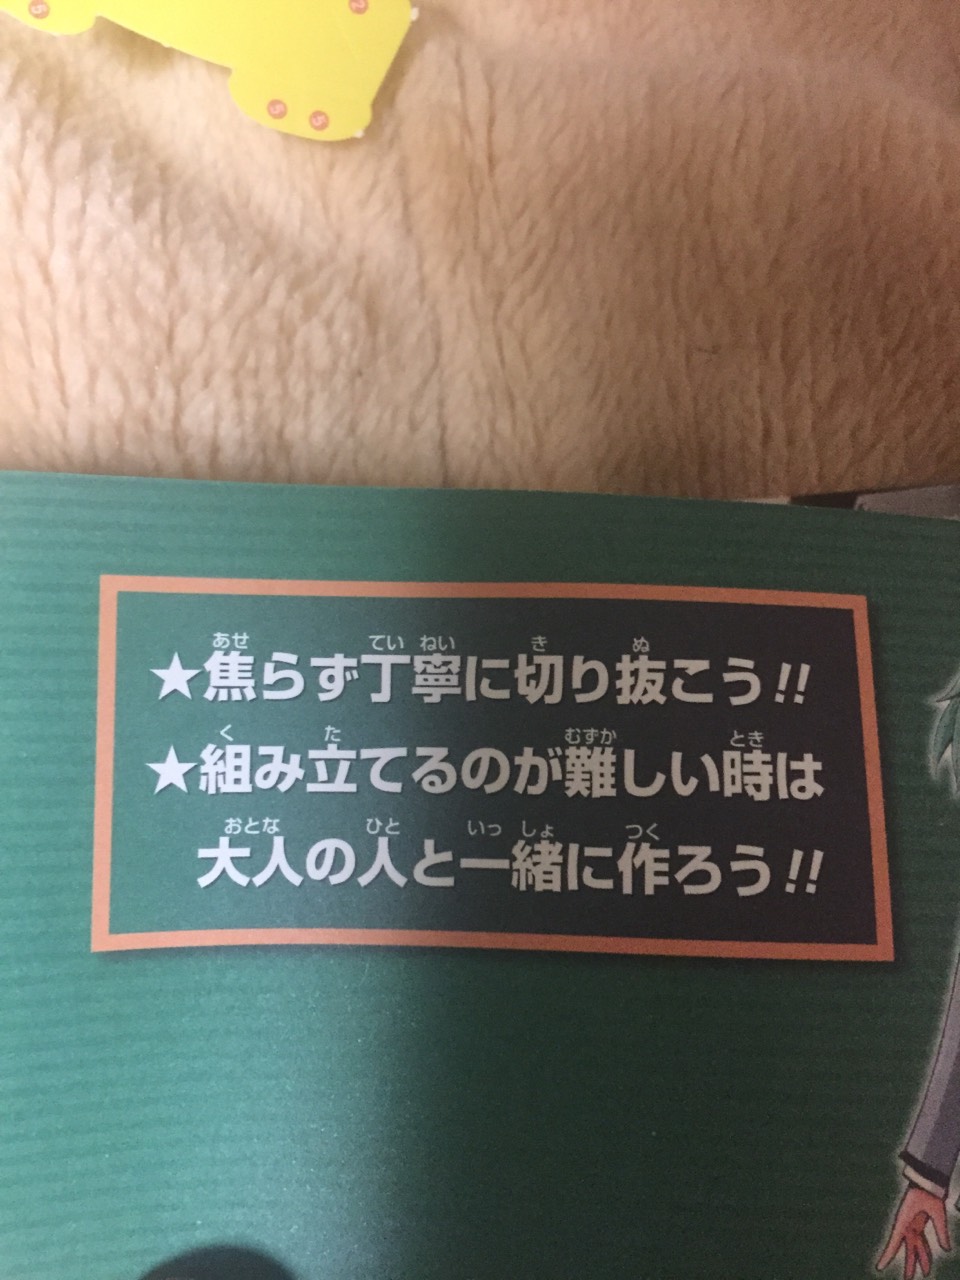 ★焦らず丁寧に切り抜こう!!
★組み立てるのが難しい時は
大人の人と一緒に作ろう!!